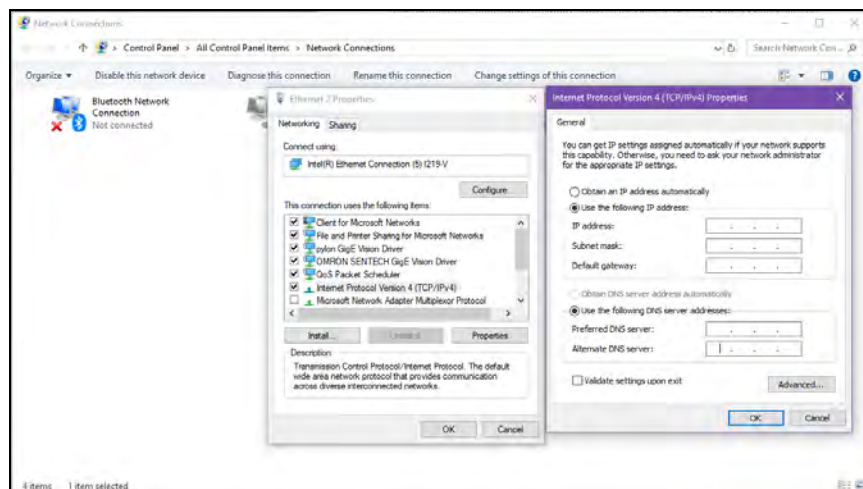 Network Connections
Control Panel > All Control Panel Items > Network Connections
Search Network Con...
Organize Disable this network device Diagnose this connection Rename this connection Change settings of this connection
Bluetooth Network
Connection
Not connected
Ethernet 2 Properties
Networking Sharing
Connect using:
Intel(R) Ethernet Connection (5) I219-V
Configure...
This connection uses the following items:
Client for Microsoft Networks
File and Printer Sharing for Microsoft Networks
pylon GigE Vision Driver
OMRON SENTECH GigE Vision Driver
QoS Packet Scheduler
Internet Protocol Version 4 (TCP/IPv4)
Microsoft Network Adapter Multiplexor Protocol
Install... Uninstall Properties
Description
Transmission Control Protocol/Internet Protocol. The default
wide area network protocol that provides communication
across diverse interconnected networks.
OK Cancel
Internet Protocol Version 4 (TCP/IPv4) Properties
General
You can get IP settings assigned automatically if your network supports
this capability. Otherwise, you need to ask your network administrator
for the appropriate IP settings.
Obtain an IP address automatically
Use the following IP address:
IP address:
Subnet mask:
Default gateway:
Obtain DNS server address automatically
Use the following DNS server addresses:
Preferred DNS server:
Alternate DNS server:
Validate settings upon exit
Advanced...
OK Cancel
4 items 1 item selected